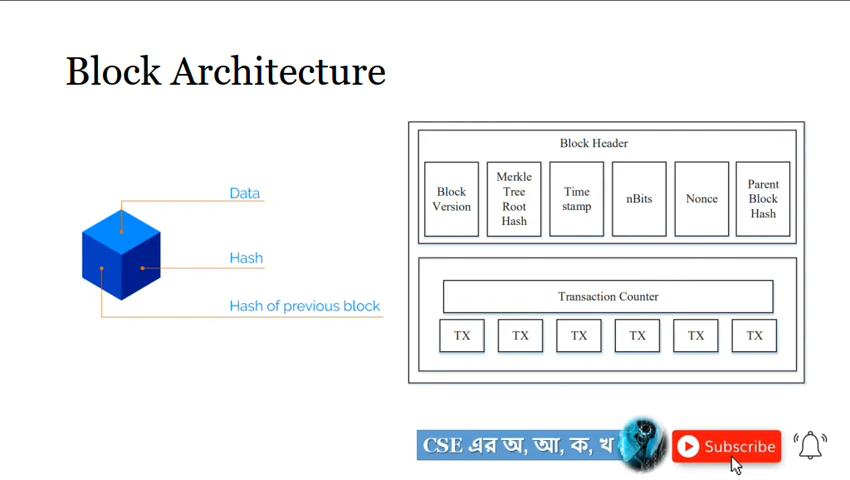 Block Architecture
Data
Hash
Hash of previous block
Block Header
Block
Version
Merkle
Tree
Root
Hash
Time
stamp
nBits
Nonce
Parent
Block
Hash
Transaction Counter
TX TX TX TX TX TX
CSE এর অ, আ, ক, খ
Subscribe